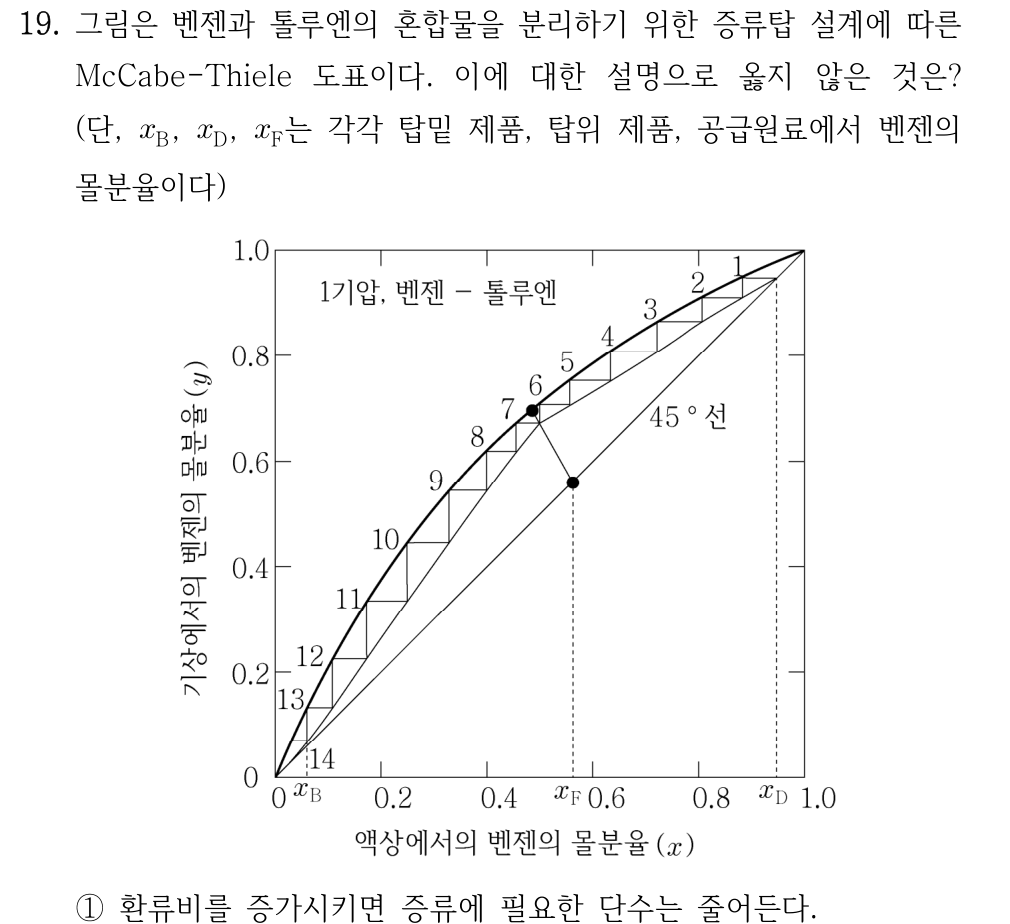 19. 그림은 벤젠과 톨루엔의 혼합물을 분리하기 위한 증류탑 설계에 따른
McCabe-Thiele 도표이다. 이에 대한 설명으로 옳지 않은 것은?
(단, xB, xD, xF는 각각 탑밑 제품, 탑위 제품, 공급원료에서 벤젠의
몰분율이다)
1.0
1기압, 벤젠 - 톨루엔
1
2
3
0.8
4
5
6
7
45°선
8
0.6
9
10
0.4
11
12
0.2
13
14
0
기상에서의 벤젠의 몰분율 (y)
0 xB 0.2 0.4 xF 0.6 0.8 xD 1.0
액상에서의 벤젠의 몰분율 (x)
① 환류비를 증가시키면 증류에 필요한 단수는 줄어든다.